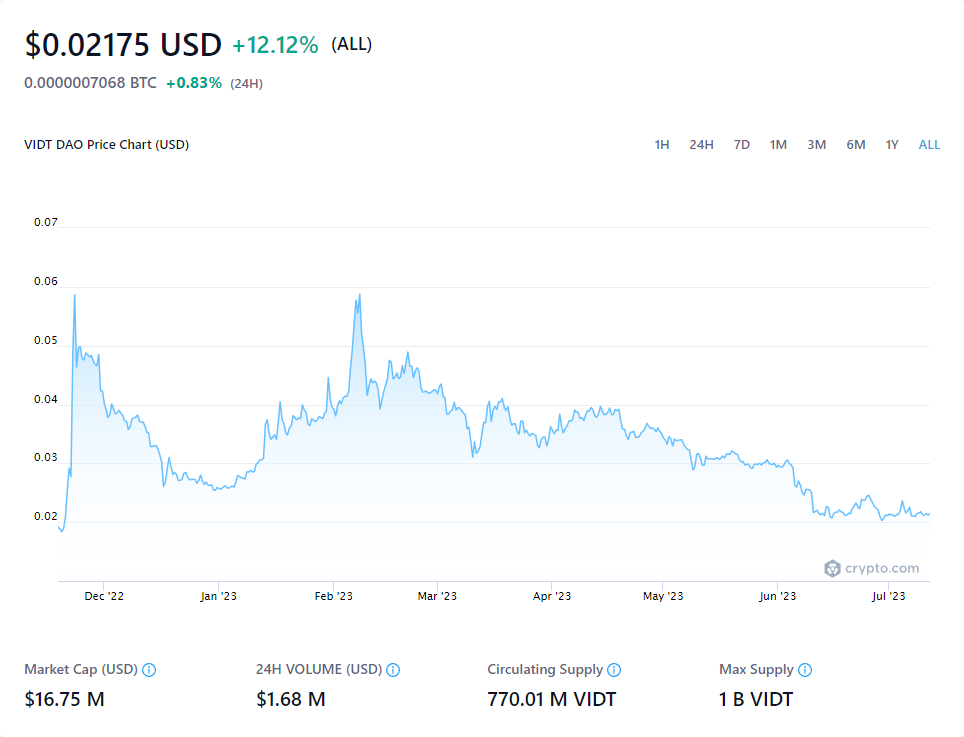 $0.02175 USD +12.12% (ALL)
0.0000007068 BTC +0.83% (24H)
VIDT DAO Price Chart (USD) 1H 24H 7D 1M 3M 6M 1Y ALL
0.07
0.06
0.05
0.04
0.03
0.02
crypto.com
Dec '22 Jan '23 Feb '23 Mar '23 Apr '23 May '23 Jun '23 Jul '23
Market Cap (USD) 24H VOLUME (USD) Circulating Supply Max Supply
$16.75 M $1.68 M 770.01 M VIDT 1 B VIDT